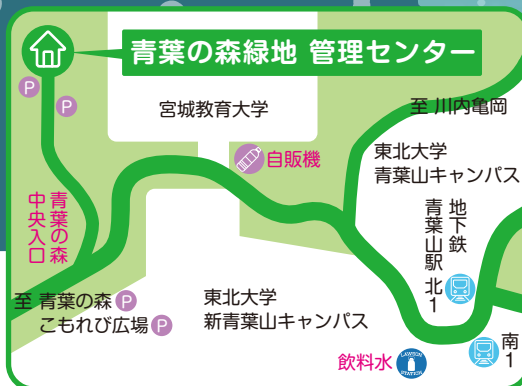 青葉の森緑地 管理センター
P
P
宮城教育大学
至 川内亀岡
自販機
東北大学
青葉山キャンパス
青葉の森
中央入口
地下鉄
青葉山駅 北1
至 青葉の森 P
こもれび広場 P
東北大学
新青葉山キャンパス
南1
飲料水
LAWSON
STATION